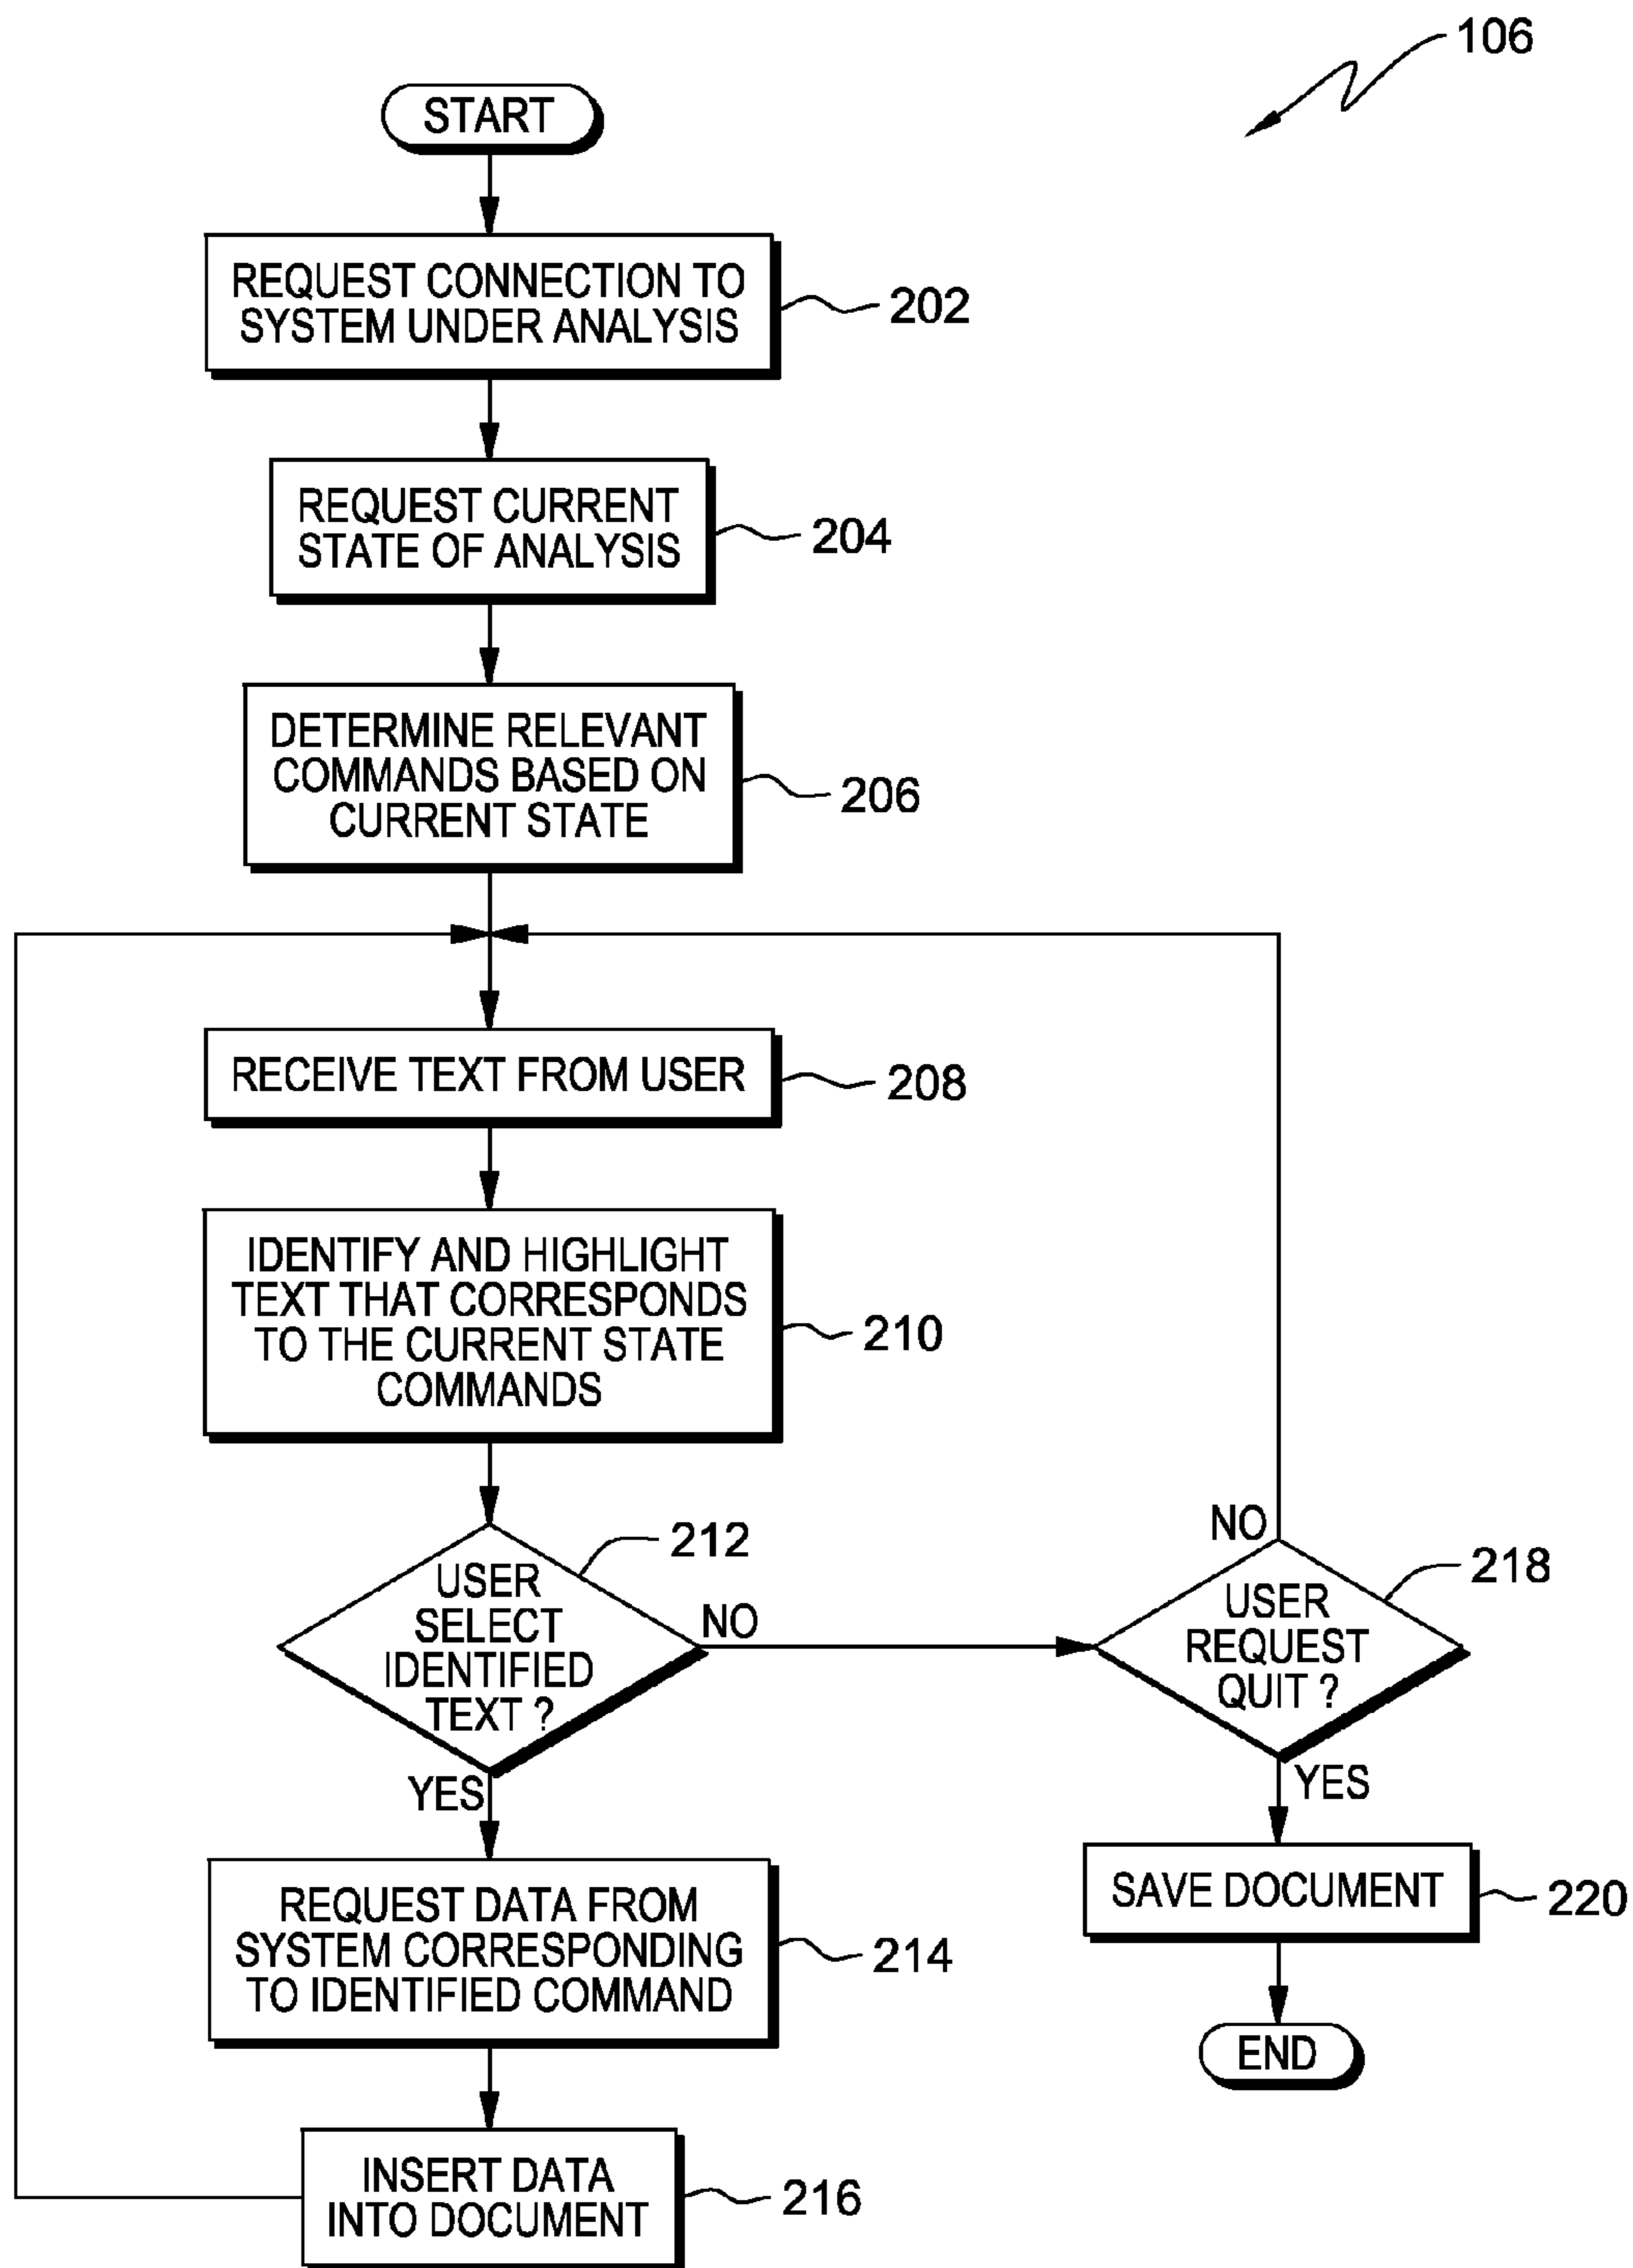 106
START
REQUEST CONNECTION TO
SYSTEM UNDER ANALYSIS
202
REQUEST CURRENT
STATE OF ANALYSIS
204
DETERMINE RELEVANT
COMMANDS BASED ON
CURRENT STATE
206
RECEIVE TEXT FROM USER
208
IDENTIFY AND HIGHLIGHT
TEXT THAT CORRESPONDS
TO THE CURRENT STATE
COMMANDS
210
USER
SELECT
IDENTIFIED
TEXT ?
212
NO
YES
USER
REQUEST
QUIT ?
218
NO
YES
REQUEST DATA FROM
SYSTEM CORRESPONDING
TO IDENTIFIED COMMAND
214
SAVE DOCUMENT
220
END
INSERT DATA
INTO DOCUMENT
216